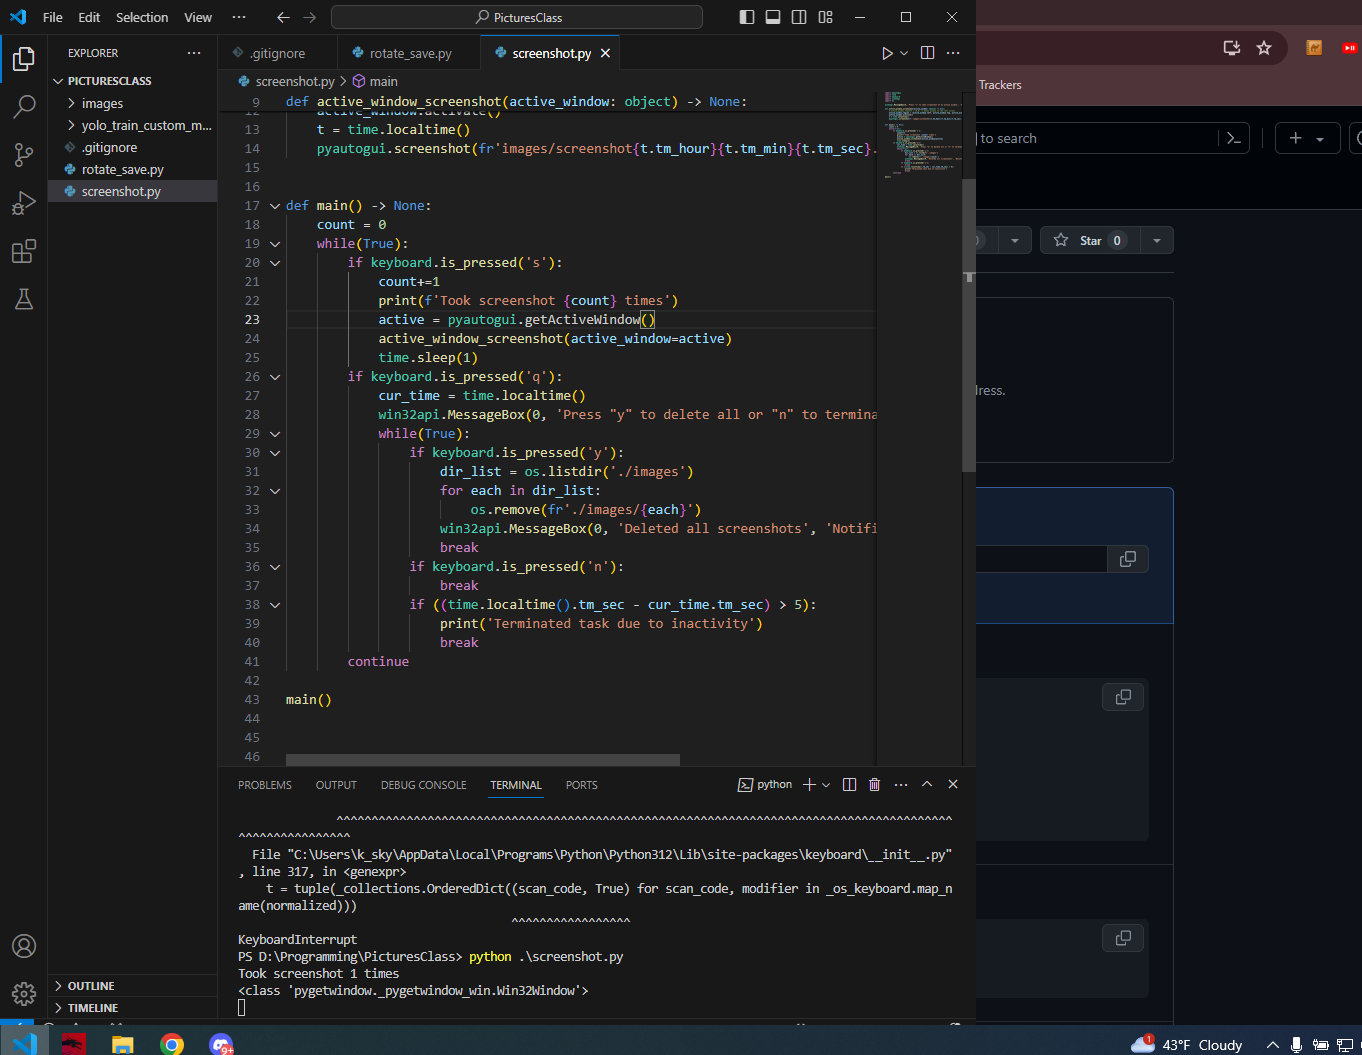 File Edit Selection View ··· PicturesClass
EXPLORER ···
PICTURESCLASS
images
yolo_train_custom_m...
.gitignore
rotate_save.py
screenshot.py
OUTLINE
TIMELINE
.gitignore rotate_save.py screenshot.py
screenshot.py > main
9 def active_window_screenshot(active_window: object) -> None:
12 active_window.activate()
13 t = time.localtime()
14 pyautogui.screenshot(fr'images/screenshot{t.tm_hour}{t.tm_min}{t.tm_sec}.
15
16
17 def main() -> None:
18 count = 0
19 while(True):
20 if keyboard.is_pressed('s'):
21 count+=1
22 print(f'Took screenshot {count} times')
23 active = pyautogui.getActiveWindow()
24 active_window_screenshot(active_window=active)
25 time.sleep(1)
26 if keyboard.is_pressed('q'):
27 cur_time = time.localtime()
28 win32api.MessageBox(0, 'Press "y" to delete all or "n" to termina
29 while(True):
30 if keyboard.is_pressed('y'):
31 dir_list = os.listdir('./images')
32 for each in dir_list:
33 os.remove(fr'./images/{each}')
34 win32api.MessageBox(0, 'Deleted all screenshots', 'Notifi
35 break
36 if keyboard.is_pressed('n'):
37 break
38 if ((time.localtime().tm_sec - cur_time.tm_sec) > 5):
39 print('Terminated task due to inactivity')
40 break
41 continue
42
43 main()
44
45
46
PROBLEMS OUTPUT DEBUG CONSOLE TERMINAL PORTS python
^^^^^^^^^^^^^^^^^^^^^^^^^^^^^^^^^^^^^^^^^^^^^^^^^^^^^^^^^^^^^^^^^^^^^^^^^^^^^^^^^^^^^^^^
^^^^^^^^^^^^^^^^
File "C:\Users\k_sky\AppData\Local\Programs\Python\Python312\Lib\site-packages\keyboard\__init__.py"
, line 317, in <genexpr>
t = tuple(_collections.OrderedDict((scan_code, True) for scan_code, modifier in _os_keyboard.map_n
ame(normalized)))
^^^^^^^^^^^^^^^^^
KeyboardInterrupt
PS D:\Programming\PicturesClass> python .\screenshot.py
Took screenshot 1 times
<class 'pygetwindow._pygetwindow_win.Win32Window'>
Trackers
to search
Star 0
dress.
9+
1
43°F Cloudy